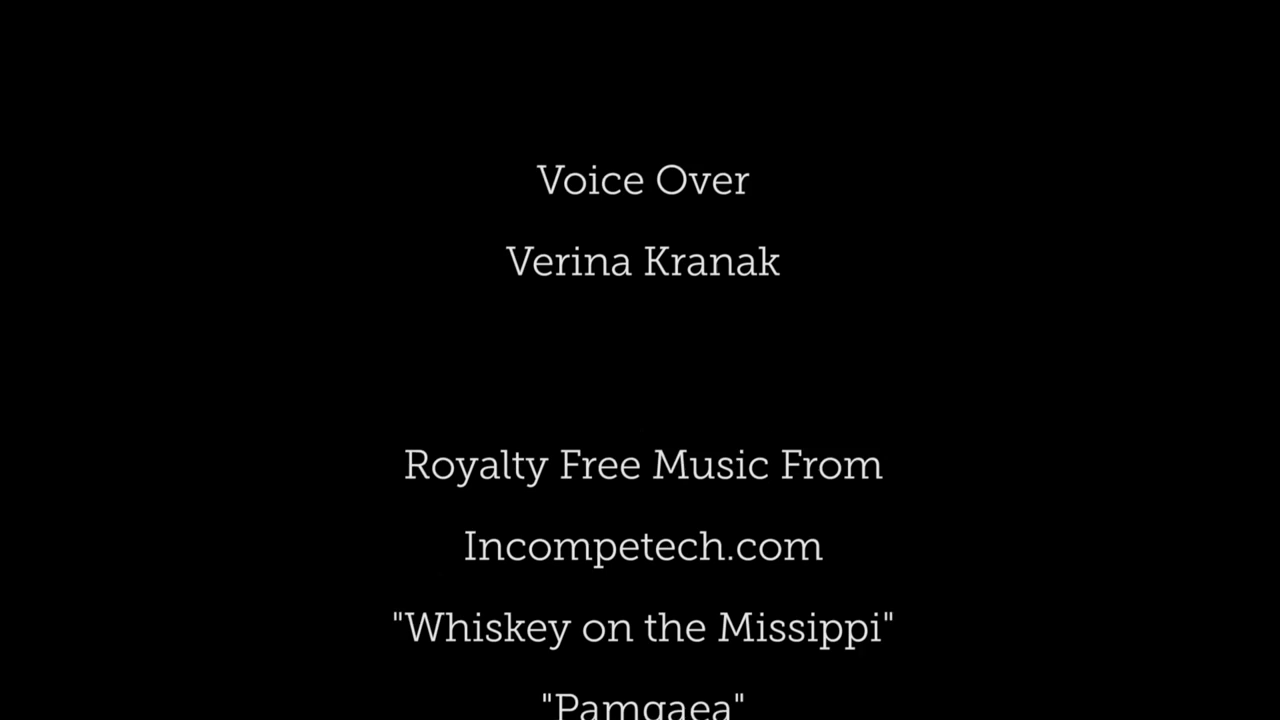 Voice Over
Verina Kranak
Royalty Free Music From
Incompetech.com
"Whiskey on the Missippi"
"Pamgaea"